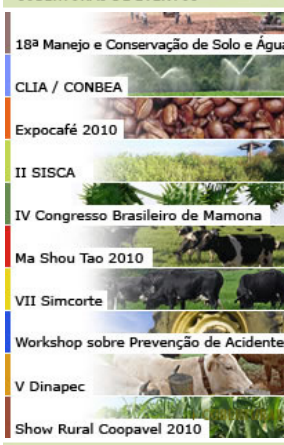 18ª Manejo e Conservação de Solo e Água
CLIA / CONBEA
Expocafé 2010
II SISCA
IV Congresso Brasileiro de Mamona
Ma Shou Tao 2010
VII Simcorte
Workshop sobre Prevenção de Acidente
V Dinapec
Show Rural Coopavel 2010